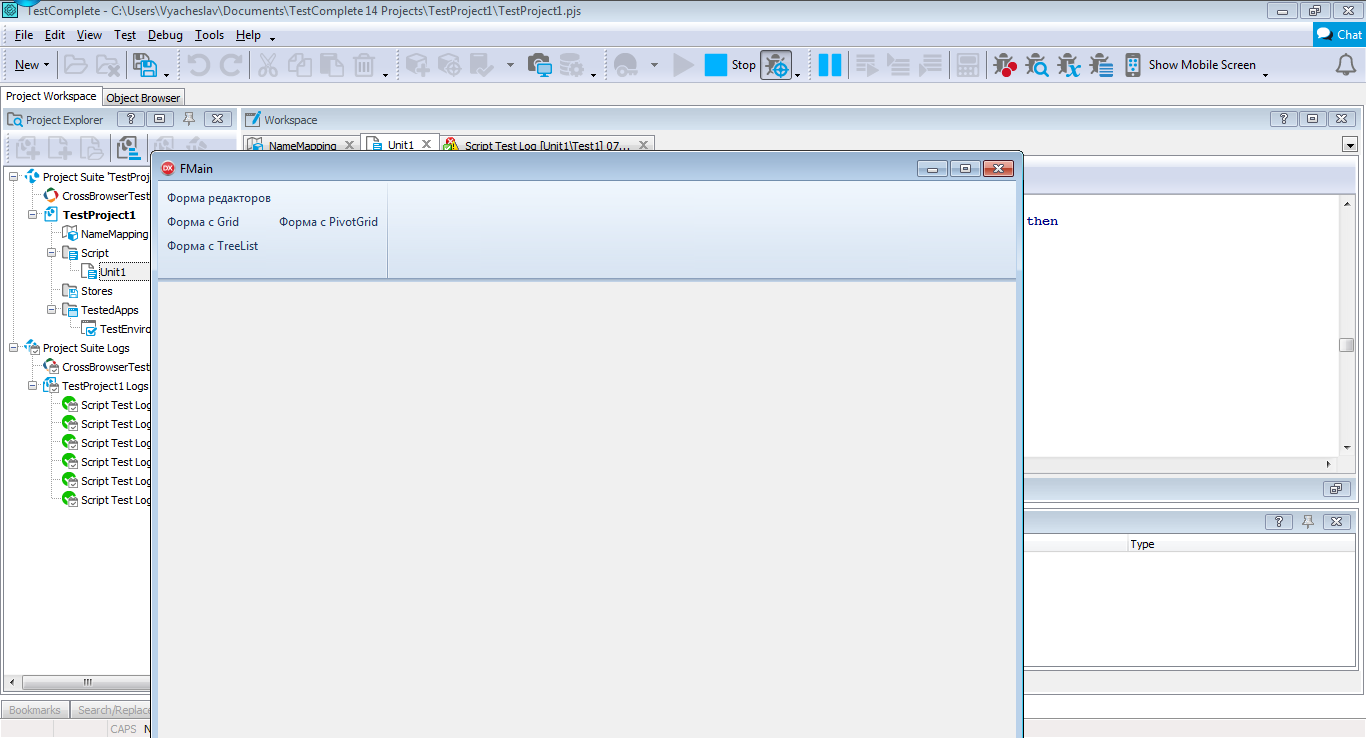 TestComplete - C:\Users\Vyacheslav\Documents\TestComplete 14 Projects\TestProject1\TestProject1.pjs
File Edit View Test Debug Tools Help
Chat
New Stop Show Mobile Screen
Project Workspace Object Browser
Project Explorer ? Workspace ?
NameMapping Unit1 Script Test Log [Unit1\Test1] 07...
FMain
Project Suite 'TestProj
CrossBrowserTest
TestProject1
NameMapping
Script
Unit1
Stores
TestedApps
TestEnviro
Project Suite Logs
CrossBrowserTest
TestProject1 Logs
Script Test Log
Script Test Log
Script Test Log
Script Test Log
Script Test Log
Script Test Log
Форма редакторов
Форма с Grid Форма с PivotGrid
Форма с TreeList
then
?
Type
Bookmarks Search/Replace
CAPS N